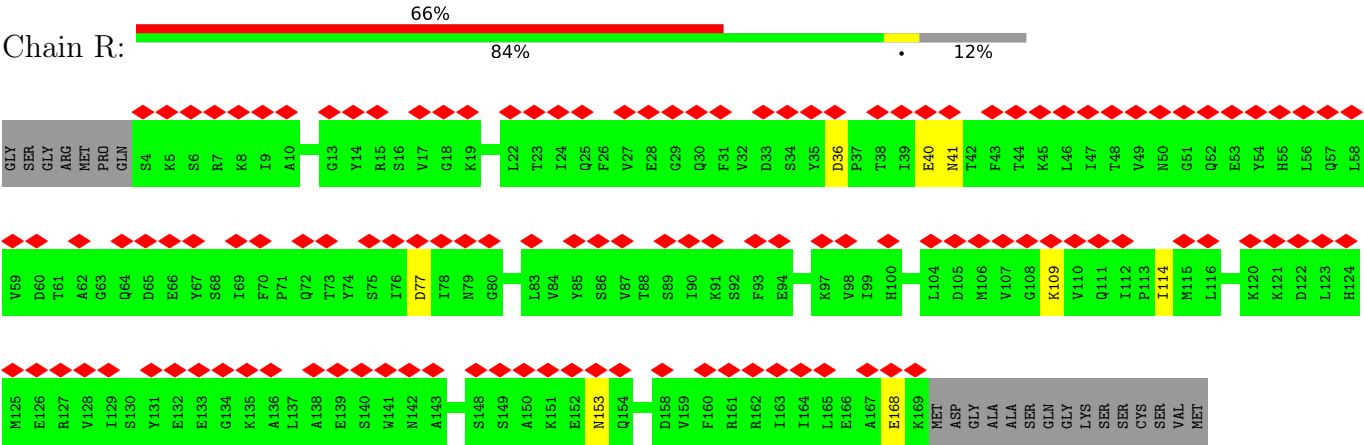 66%
Chain R:
84% • 12%
GLY SER GLY ARG MET PRO GLN S4 K5 S6 R7 K8 I9 A10 G13 Y14 R15 S16 V17 G18 K19 L22 T23 I24 Q25 F26 V27 E28 G29 Q30 F31 V32 D33 S34 Y35 D36 P37 T38 I39 E40 N41 T42 F43 T44 K45 L46 I47 T48 V49 N50 G51 Q52 E53 Y54 H55 L56 Q57 L58
V59 D60 T61 A62 G63 Q64 D65 E66 Y67 S68 I69 F70 P71 Q72 T73 Y74 S75 I76 D77 I78 N79 G80 L83 V84 Y85 S86 V87 T88 S89 I90 K91 S92 F93 E94 K97 V98 I99 H100 L104 D105 M106 V107 G108 K109 V110 Q111 I112 P113 I114 M115 L116 K120 K121 D122 L123 H124
M125 E126 R127 V128 I129 S130 Y131 E132 E133 G134 K135 A136 L137 A138 E139 S140 W141 N142 A143 S148 S149 A150 K151 E152 N153 Q154 D158 V159 F160 R161 R162 I163 I164 L165 E166 A167 E168 K169 MET ASP GLY ALA ALA SER GLN GLY LYS SER SER CYS SER VAL MET